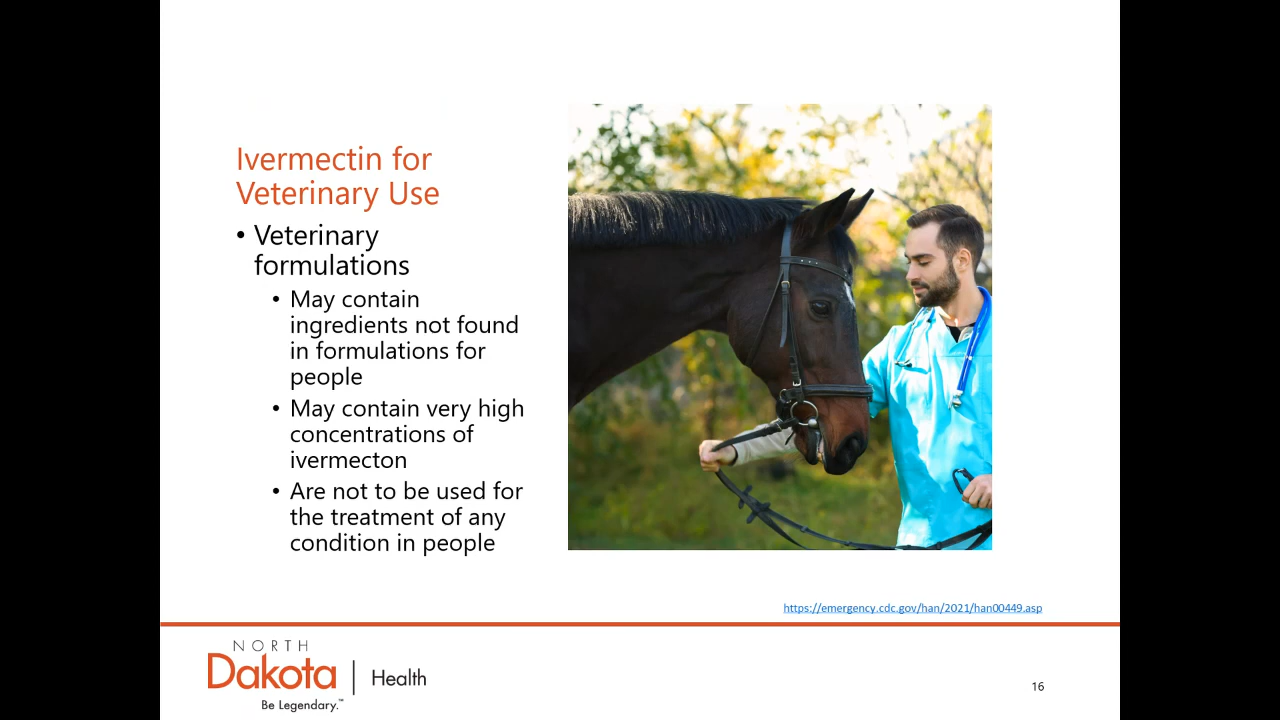 Ivermectin for
Veterinary Use
• Veterinary
formulations
• May contain
ingredients not found
in formulations for
people
• May contain very high
concentrations of
ivermecton
• Are not to be used for
the treatment of any
condition in people
https://emergency.cdc.gov/han/2021/han00449.asp
NORTH
Dakota | Health
Be Legendary.™
16